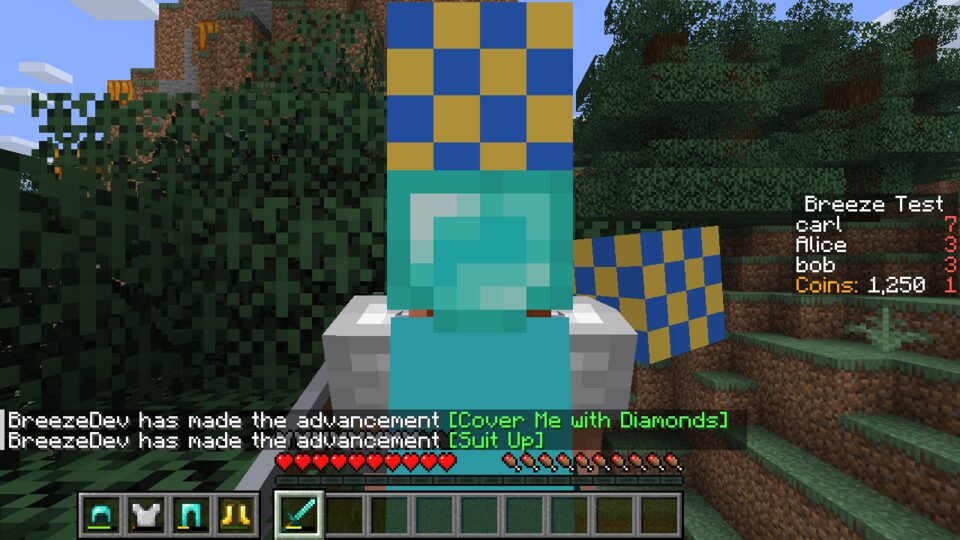 Breeze Test
carl 7
Alice 3
bob 3
Coins: 1,250 1
BreezeDev has made the advancement [Cover Me with Diamonds]
BreezeDev has made the advancement [Suit Up]